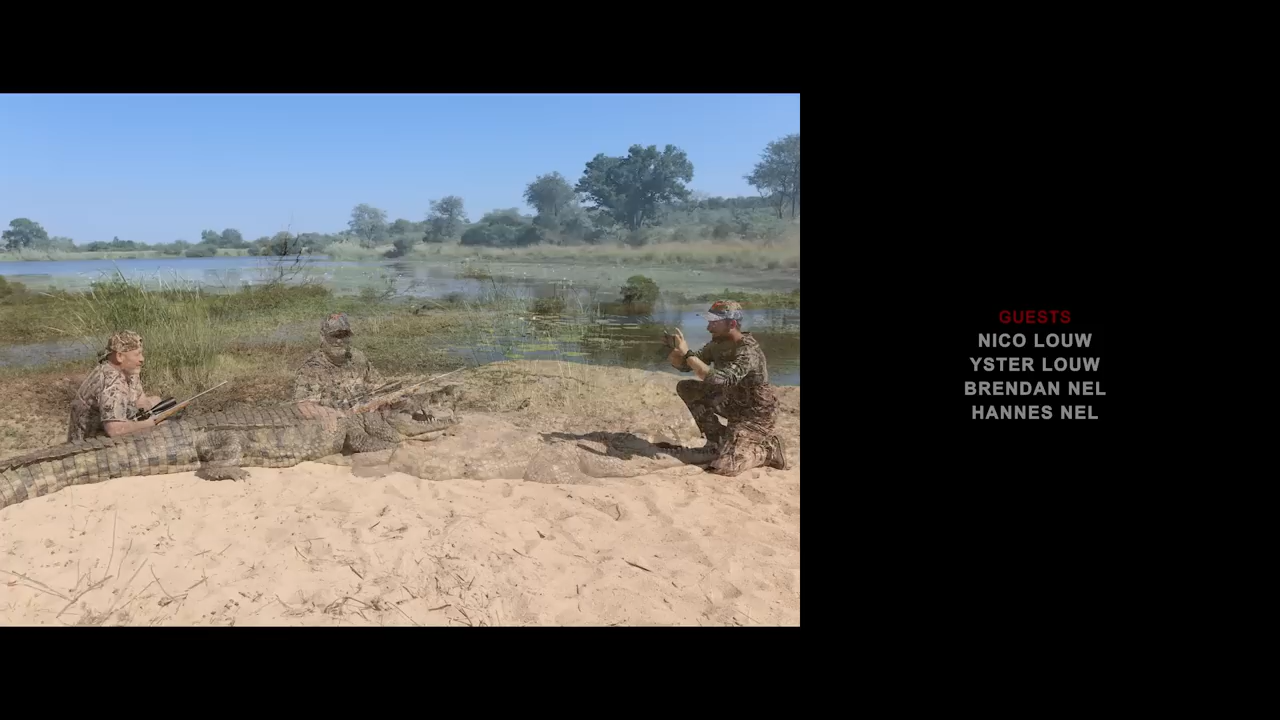 GUESTS
NICO LOUW
YSTER LOUW
BRENDAN NEL
HANNES NEL